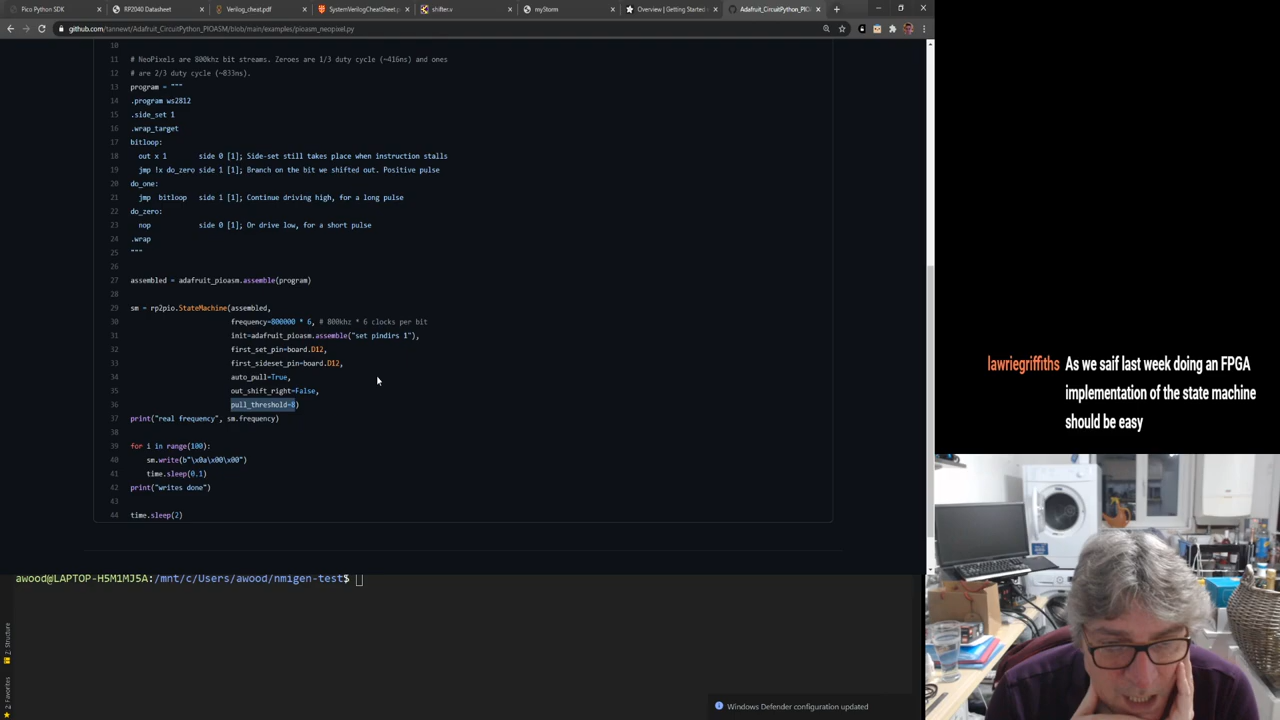 Pico Python SDK
RP2040 Datasheet
Verilog_cheat.pdf
SystemVerilogCheatSheet.p
shifter.v
myStorm
Overview | Getting Started
Adafruit_CircuitPython_PIO
github.com/tannewt/Adafruit_CircuitPython_PIOASM/blob/main/examples/pioasm_neopixel.py
10
11 # NeoPixels are 800khz bit streams. Zeroes are 1/3 duty cycle (~416ns) and ones
12 # are 2/3 duty cycle (~833ns).
13 program = """
14 .program ws2812
15 .side_set 1
16 .wrap_target
17 bitloop:
18 out x 1 side 0 [1]; Side-set still takes place when instruction stalls
19 jmp !x do_zero side 1 [1]; Branch on the bit we shifted out. Positive pulse
20 do_one:
21 jmp bitloop side 1 [1]; Continue driving high, for a long pulse
22 do_zero:
23 nop side 0 [1]; Or drive low, for a short pulse
24 .wrap
25 """
26
27 assembled = adafruit_pioasm.assemble(program)
28
29 sm = rp2pio.StateMachine(assembled,
30 frequency=800000 * 6, # 800khz * 6 clocks per bit
31 init=adafruit_pioasm.assemble("set pindirs 1"),
32 first_set_pin=board.D12,
33 first_sideset_pin=board.D12,
34 auto_pull=True,
35 out_shift_right=False,
36 pull_threshold=8)
37 print("real frequency", sm.frequency)
38
39 for i in range(100):
40 sm.write(b"\x0a\x00\x00")
41 time.sleep(0.1)
42 print("writes done")
43
44 time.sleep(2)
lawriegriffiths As we saif last week doing an FPGA
implementation of the state machine
should be easy
awood@LAPTOP-H5M1MJ5A:/mnt/c/Users/awood/nmigen-test$
Z: Structure
2: Favorites
Windows Defender configuration updated